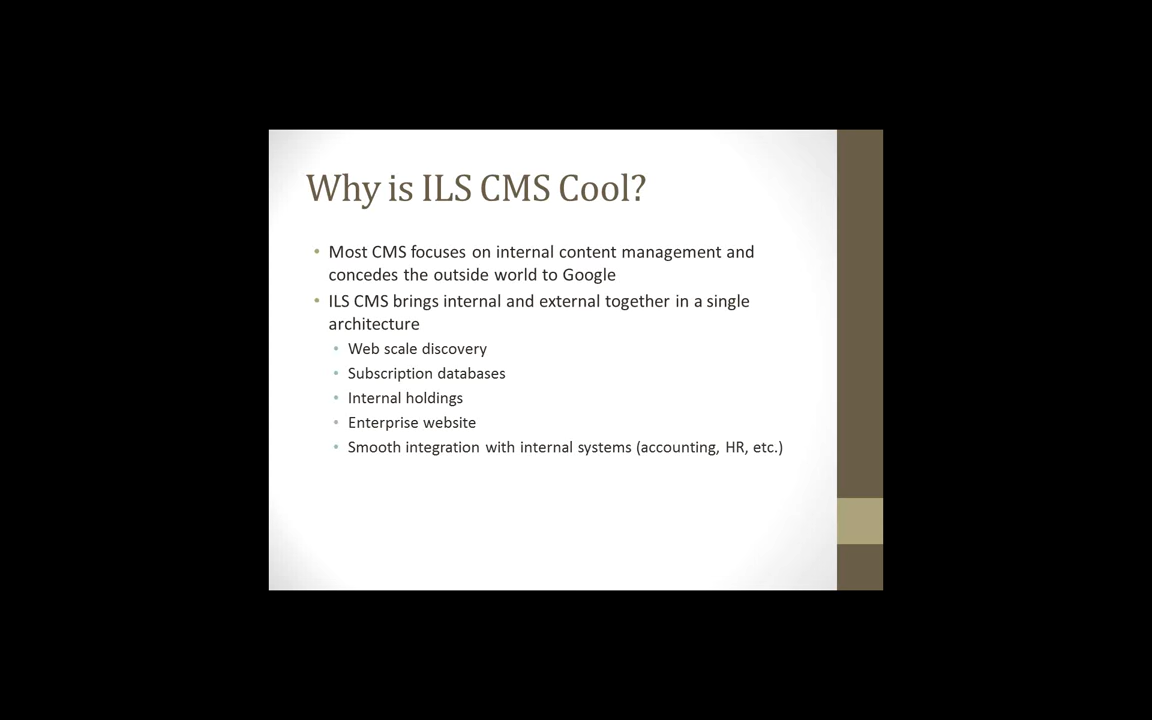 Why is ILS CMS Cool?
• Most CMS focuses on internal content management and
concedes the outside world to Google
• ILS CMS brings internal and external together in a single
architecture
• Web scale discovery
• Subscription databases
• Internal holdings
• Enterprise website
• Smooth integration with internal systems (accounting, HR, etc.)